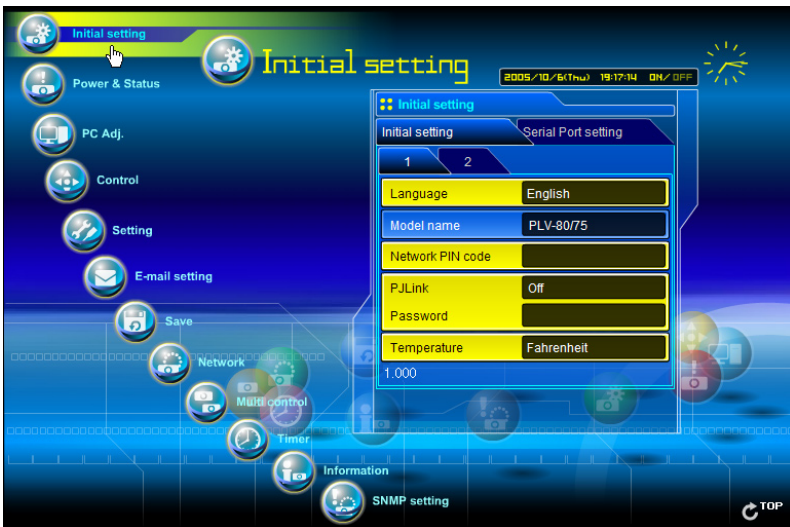 Initial setting
Initial setting
2005/10/6(Thu) 19:17:14 ON/OFF
Power & Status
PC Adj.
Control
Setting
E-mail setting
Save
Network
Multi control
Timer
Information
SNMP setting
Initial setting
Initial setting Serial Port setting
1 2
Language English
Model name PLV-80/75
Network PIN code
PJLink Off
Password
Temperature Fahrenheit
1.000
TOP